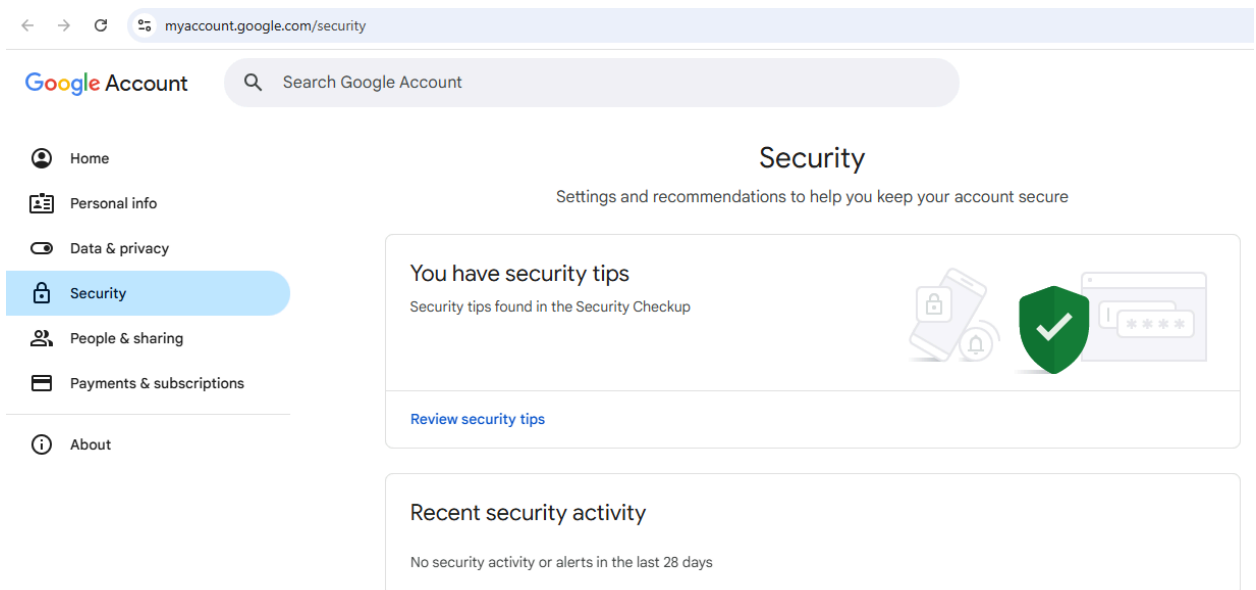 myaccount.google.com/security
Google Account
Search Google Account
Home
Personal info
Data & privacy
Security
People & sharing
Payments & subscriptions
About
Security
Settings and recommendations to help you keep your account secure
You have security tips
Security tips found in the Security Checkup
****
Review security tips
Recent security activity
No security activity or alerts in the last 28 days